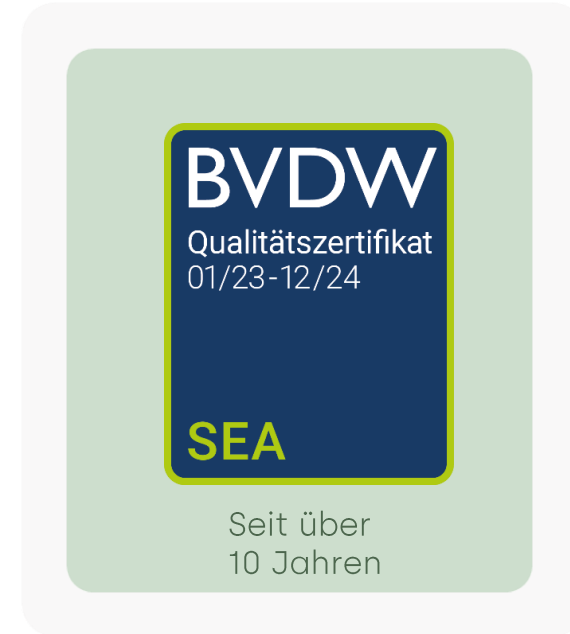 BVDW
Qualitätszertifikat
01/23-12/24
SEA
Seit über
10 Jahren